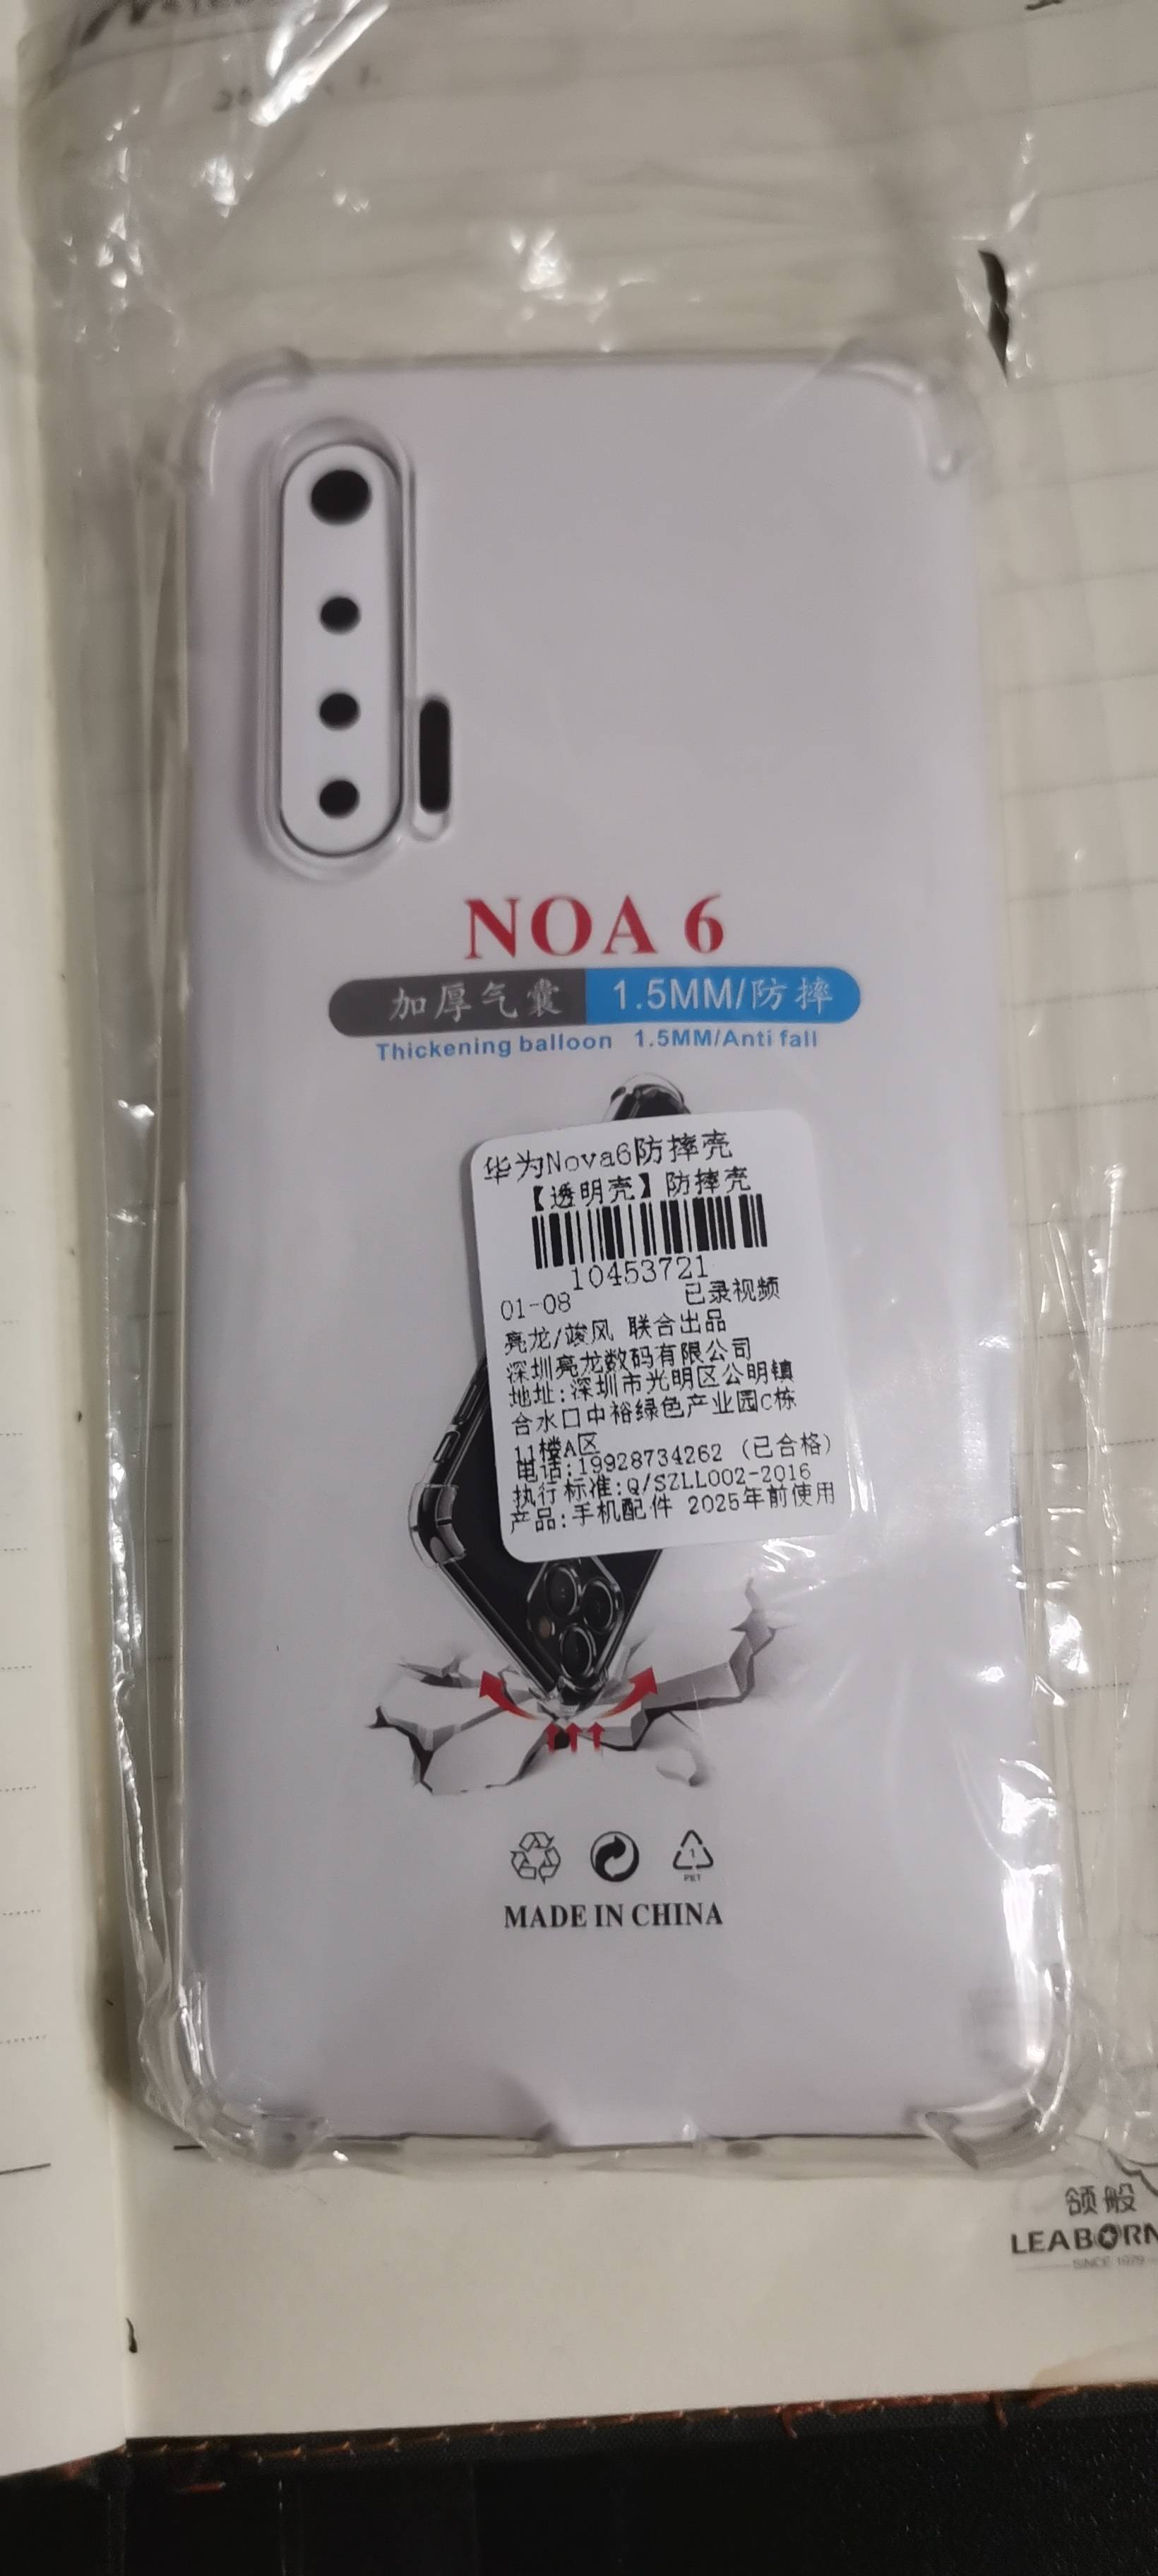 NOA 6
加厚气囊 1.5MM/防摔
Thickening balloon 1.5MM/Anti fall
华为Nova6防摔壳
【透明壳】防摔壳
10453721
01-08 已录视频
亮龙/竣风 联合出品
深圳亮龙数码有限公司
地址:深圳市光明区公明镇
合水口中裕绿色产业园C栋
11楼A区
电话:19928734262 (已合格)
执行标准:Q/SZLL002-2016
产品:手机配件 2025年前使用
1
PET
MADE IN CHINA
领般
LEABORN
SINCE 1979